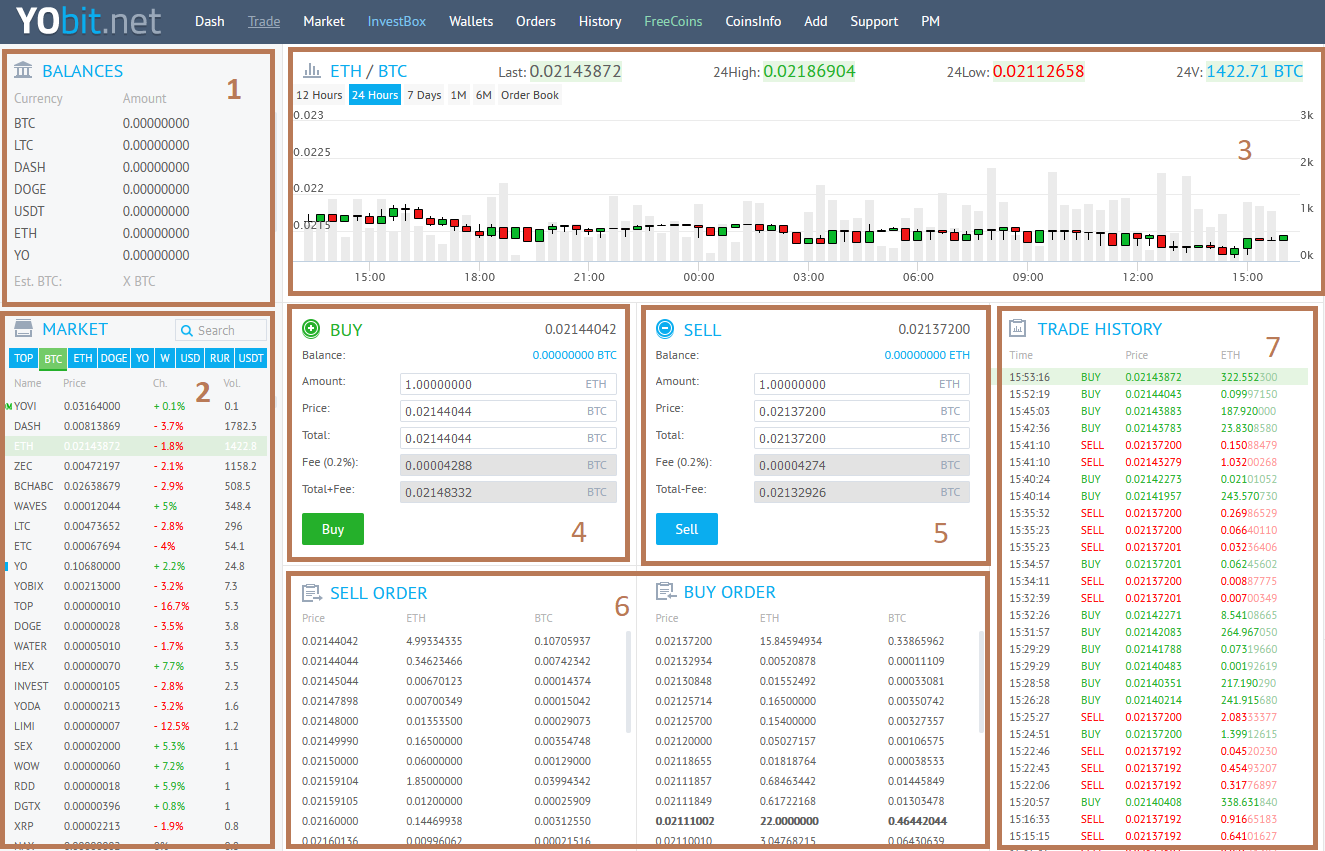 YObit.net Dash Trade Market InvestBox Wallets Orders History FreeCoins CoinsInfo Add Support PM
BALANCES
1
Currency Amount
BTC 0.00000000
LTC 0.00000000
DASH 0.00000000
DOGE 0.00000000
USDT 0.00000000
ETH 0.00000000
YO 0.00000000
Est. BTC: X BTC
MARKET
Search
TOP BTC ETH DOGE YO W USD RUR USDT
Name Price Ch. Vol.
2
YOVI 0.03164000 + 0.1% 0.1
DASH 0.00813869 - 3.7% 1782.3
ETH 0.02143872 - 1.8% 1422.8
ZEC 0.00472197 - 2.1% 1158.2
BCHABC 0.02638679 - 2.9% 508.5
WAVES 0.00012044 + 5% 348.4
LTC 0.00473652 - 2.8% 296
ETC 0.00067694 - 4% 54.1
YO 0.10680000 + 2.2% 24.8
YOBIX 0.00213000 - 3.2% 7.3
TOP 0.00000010 - 16.7% 5.3
DOGE 0.00000028 - 3.5% 3.8
WATER 0.00005010 - 1.7% 3.3
HEX 0.00000070 + 7.7% 3.5
INVEST 0.00000105 - 2.8% 2.3
YODA 0.00000213 - 3.2% 1.6
LIMI 0.00000007 - 12.5% 1.2
SEX 0.00002000 + 5.3% 1.1
WOW 0.00000060 + 7.2% 1
RDD 0.00000018 + 5.9% 1
DGTX 0.00000396 + 0.8% 1
XRP 0.00002213 - 1.9% 0.8
ETH / BTC Last: 0.02143872 24High: 0.02186904 24Low: 0.02112658 24V: 1422.71 BTC
12 Hours 24 Hours 7 Days 1M 6M Order Book
0.023 3k
3
0.0225 2k
0.022 1k
0.0215 0k
15:00 18:00 21:00 00:00 03:00 06:00 09:00 12:00 15:00
BUY 0.02144042
Balance: 0.00000000 BTC
Amount: 1.00000000 ETH
Price: 0.02144044 BTC
Total: 0.02144044 BTC
Fee (0.2%): 0.00004288 BTC
Total+Fee: 0.02148332 BTC
Buy
4
SELL 0.02137200
Balance: 0.00000000 ETH
Amount: 1.00000000 ETH
Price: 0.02137200 BTC
Total: 0.02137200 BTC
Fee (0.2%): 0.00004274 BTC
Total-Fee: 0.02132926 BTC
Sell
5
SELL ORDER
6
Price ETH BTC
0.02144042 4.99334335 0.10705937
0.02144044 0.34623466 0.00742342
0.02145044 0.00670123 0.00014374
0.02147898 0.00700349 0.00015042
0.02148000 0.01353500 0.00029073
0.02149990 0.16500000 0.00354748
0.02150000 0.06000000 0.00129000
0.02159104 1.85000000 0.03994342
0.02159105 0.01200000 0.00025909
0.02160000 0.14469938 0.00312550
0.02160136 0.00996062 0.00021516
BUY ORDER
Price ETH BTC
0.02137200 15.84594934 0.33865962
0.02132934 0.00520878 0.00011109
0.02130848 0.01552492 0.00033081
0.02125714 0.16500000 0.00350742
0.02125700 0.15400000 0.00327357
0.02120000 0.05027157 0.00106575
0.02118655 0.01818764 0.00038533
0.02111857 0.68463442 0.01445849
0.02111849 0.61722168 0.01303478
0.02111002 22.0000000 0.46442044
0.02110010 3.04768215 0.06430639
TRADE HISTORY
7
Time Price ETH
15:53:16 BUY 0.02143872 322.552300
15:52:19 BUY 0.02144043 0.09997150
15:45:03 BUY 0.02143883 187.920000
15:42:36 BUY 0.02143783 23.8308580
15:41:10 SELL 0.02137200 0.15088479
15:41:10 SELL 0.02143279 1.03200268
15:40:24 BUY 0.02142273 0.02101052
15:40:14 BUY 0.02141957 243.570730
15:35:32 SELL 0.02137200 0.26986529
15:35:23 SELL 0.02137200 0.06640110
15:35:23 SELL 0.02137201 0.03236406
15:34:57 BUY 0.02137201 0.06245602
15:34:11 SELL 0.02137200 0.00887775
15:32:39 SELL 0.02137201 0.00700349
15:32:26 BUY 0.02142271 8.54108665
15:31:57 BUY 0.02142083 264.967050
15:29:29 BUY 0.02141788 0.07319660
15:29:29 BUY 0.02140483 0.00192619
15:28:58 BUY 0.02140351 217.190290
15:26:28 BUY 0.02140214 241.915680
15:25:27 SELL 0.02137200 2.08333377
15:24:51 BUY 0.02137200 1.39912615
15:22:46 SELL 0.02137192 0.04520230
15:22:43 SELL 0.02137192 0.45493207
15:22:06 SELL 0.02137192 0.31776897
15:20:57 BUY 0.02140408 338.631840
15:16:33 SELL 0.02137192 0.91665183
15:15:15 SELL 0.02137192 0.64101627